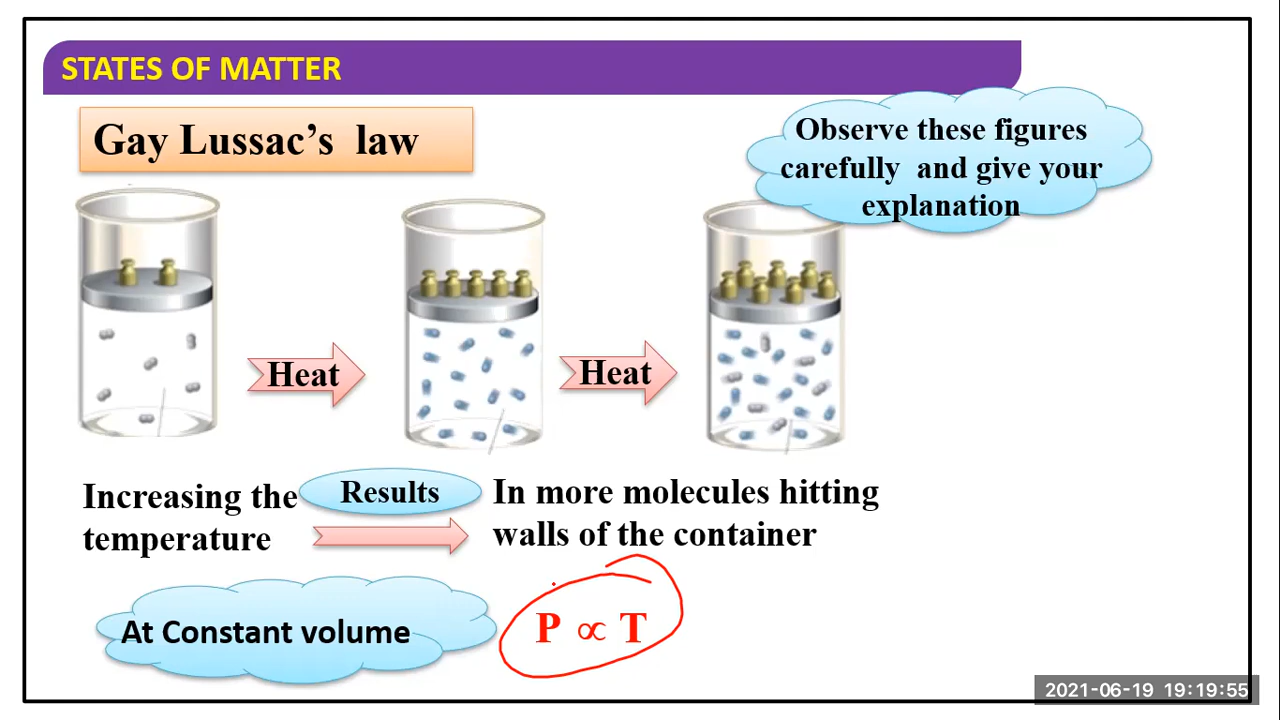 STATES OF MATTER
Gay Lussac’s law
Observe these figures
carefully and give your
explanation
Heat
Heat
Increasing the
temperature
Results
In more molecules hitting
walls of the container
At Constant volume
P ∝ T
2021-06-19 19:19:55